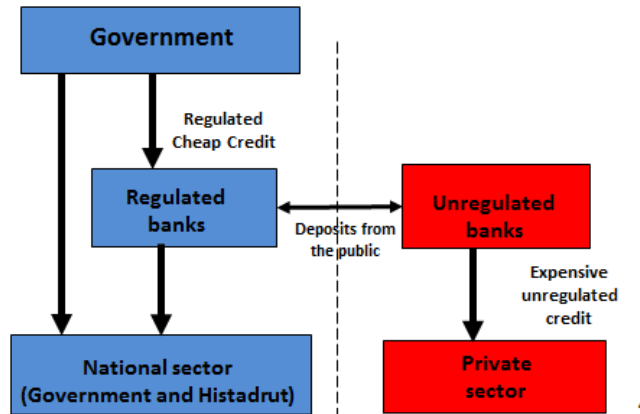 Government
Regulated
Cheap Credit
Regulated
banks
Unregulated
banks
Deposits from
the public
Expensive
unregulated
credit
National sector
(Government and Histadrut)
Private
sector